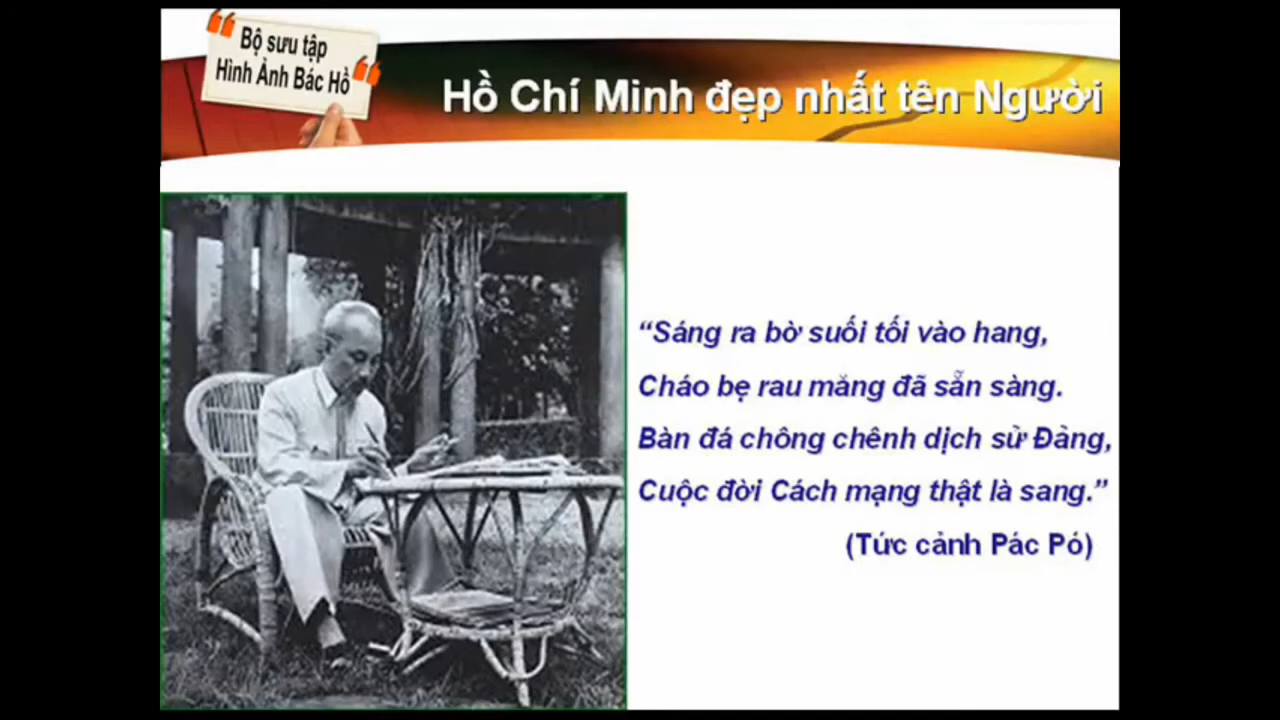 Bộ sưu tập
Hình Ảnh Bác Hồ
Hồ Chí Minh đẹp nhất tên Người
“Sáng ra bờ suối tối vào hang,
Cháo bẹ rau măng đã sẵn sàng.
Bàn đá chông chênh dịch sử Đảng,
Cuộc đời Cách mạng thật là sang.”
(Tức cảnh Pác Pó)